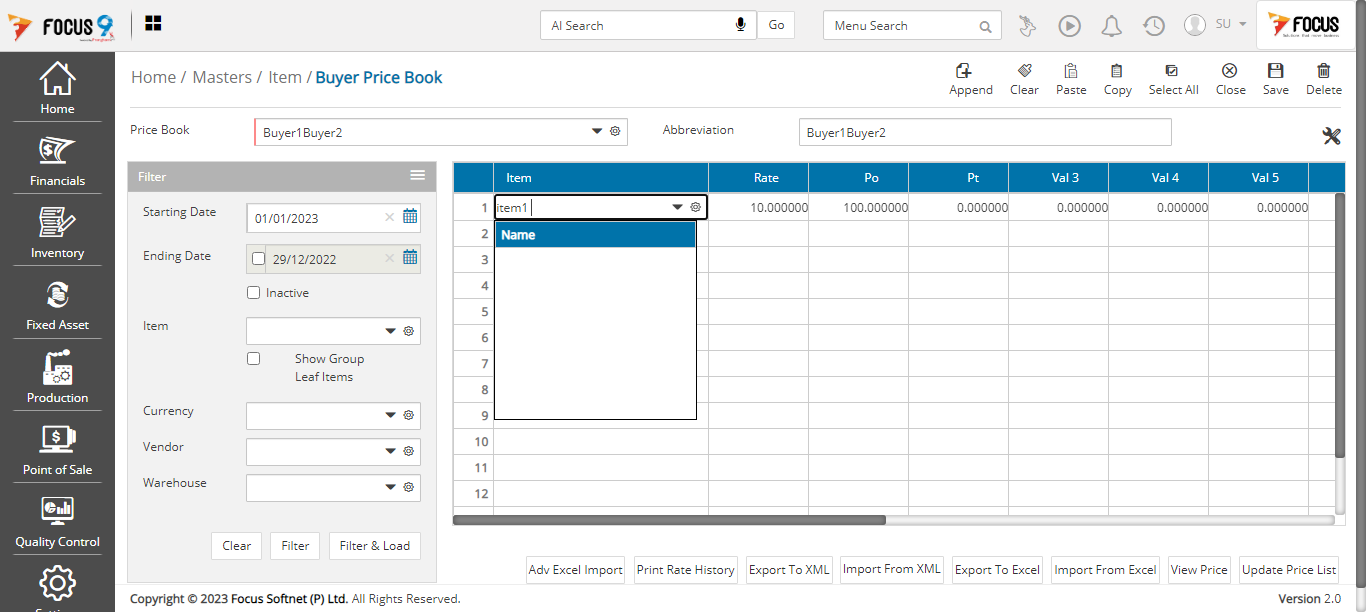 FOCUS 9
AI Search
Go
Menu Search
SU
FOCUS
Home
Financials
Inventory
Fixed Asset
Production
Point of Sale
Quality Control
Home / Masters / Item / Buyer Price Book
Append
Clear
Paste
Copy
Select All
Close
Save
Delete
Price Book
Buyer1Buyer2
Abbreviation
Buyer1Buyer2
Filter
Starting Date
01/01/2023
Ending Date
29/12/2022
Inactive
Item
Show Group
Leaf Items
Currency
Vendor
Warehouse
Clear
Filter
Filter & Load
Item Rate Po Pt Val 3 Val 4 Val 5
1 item1 10.000000 100.000000 0.000000 0.000000 0.000000 0.000000
Name
2
3
4
5
6
7
8
9
10
11
12
Adv Excel Import
Print Rate History
Export To XML
Import From XML
Export To Excel
Import From Excel
View Price
Update Price List
Copyright © 2023 Focus Softnet (P) Ltd. All Rights Reserved.
Version 2.0